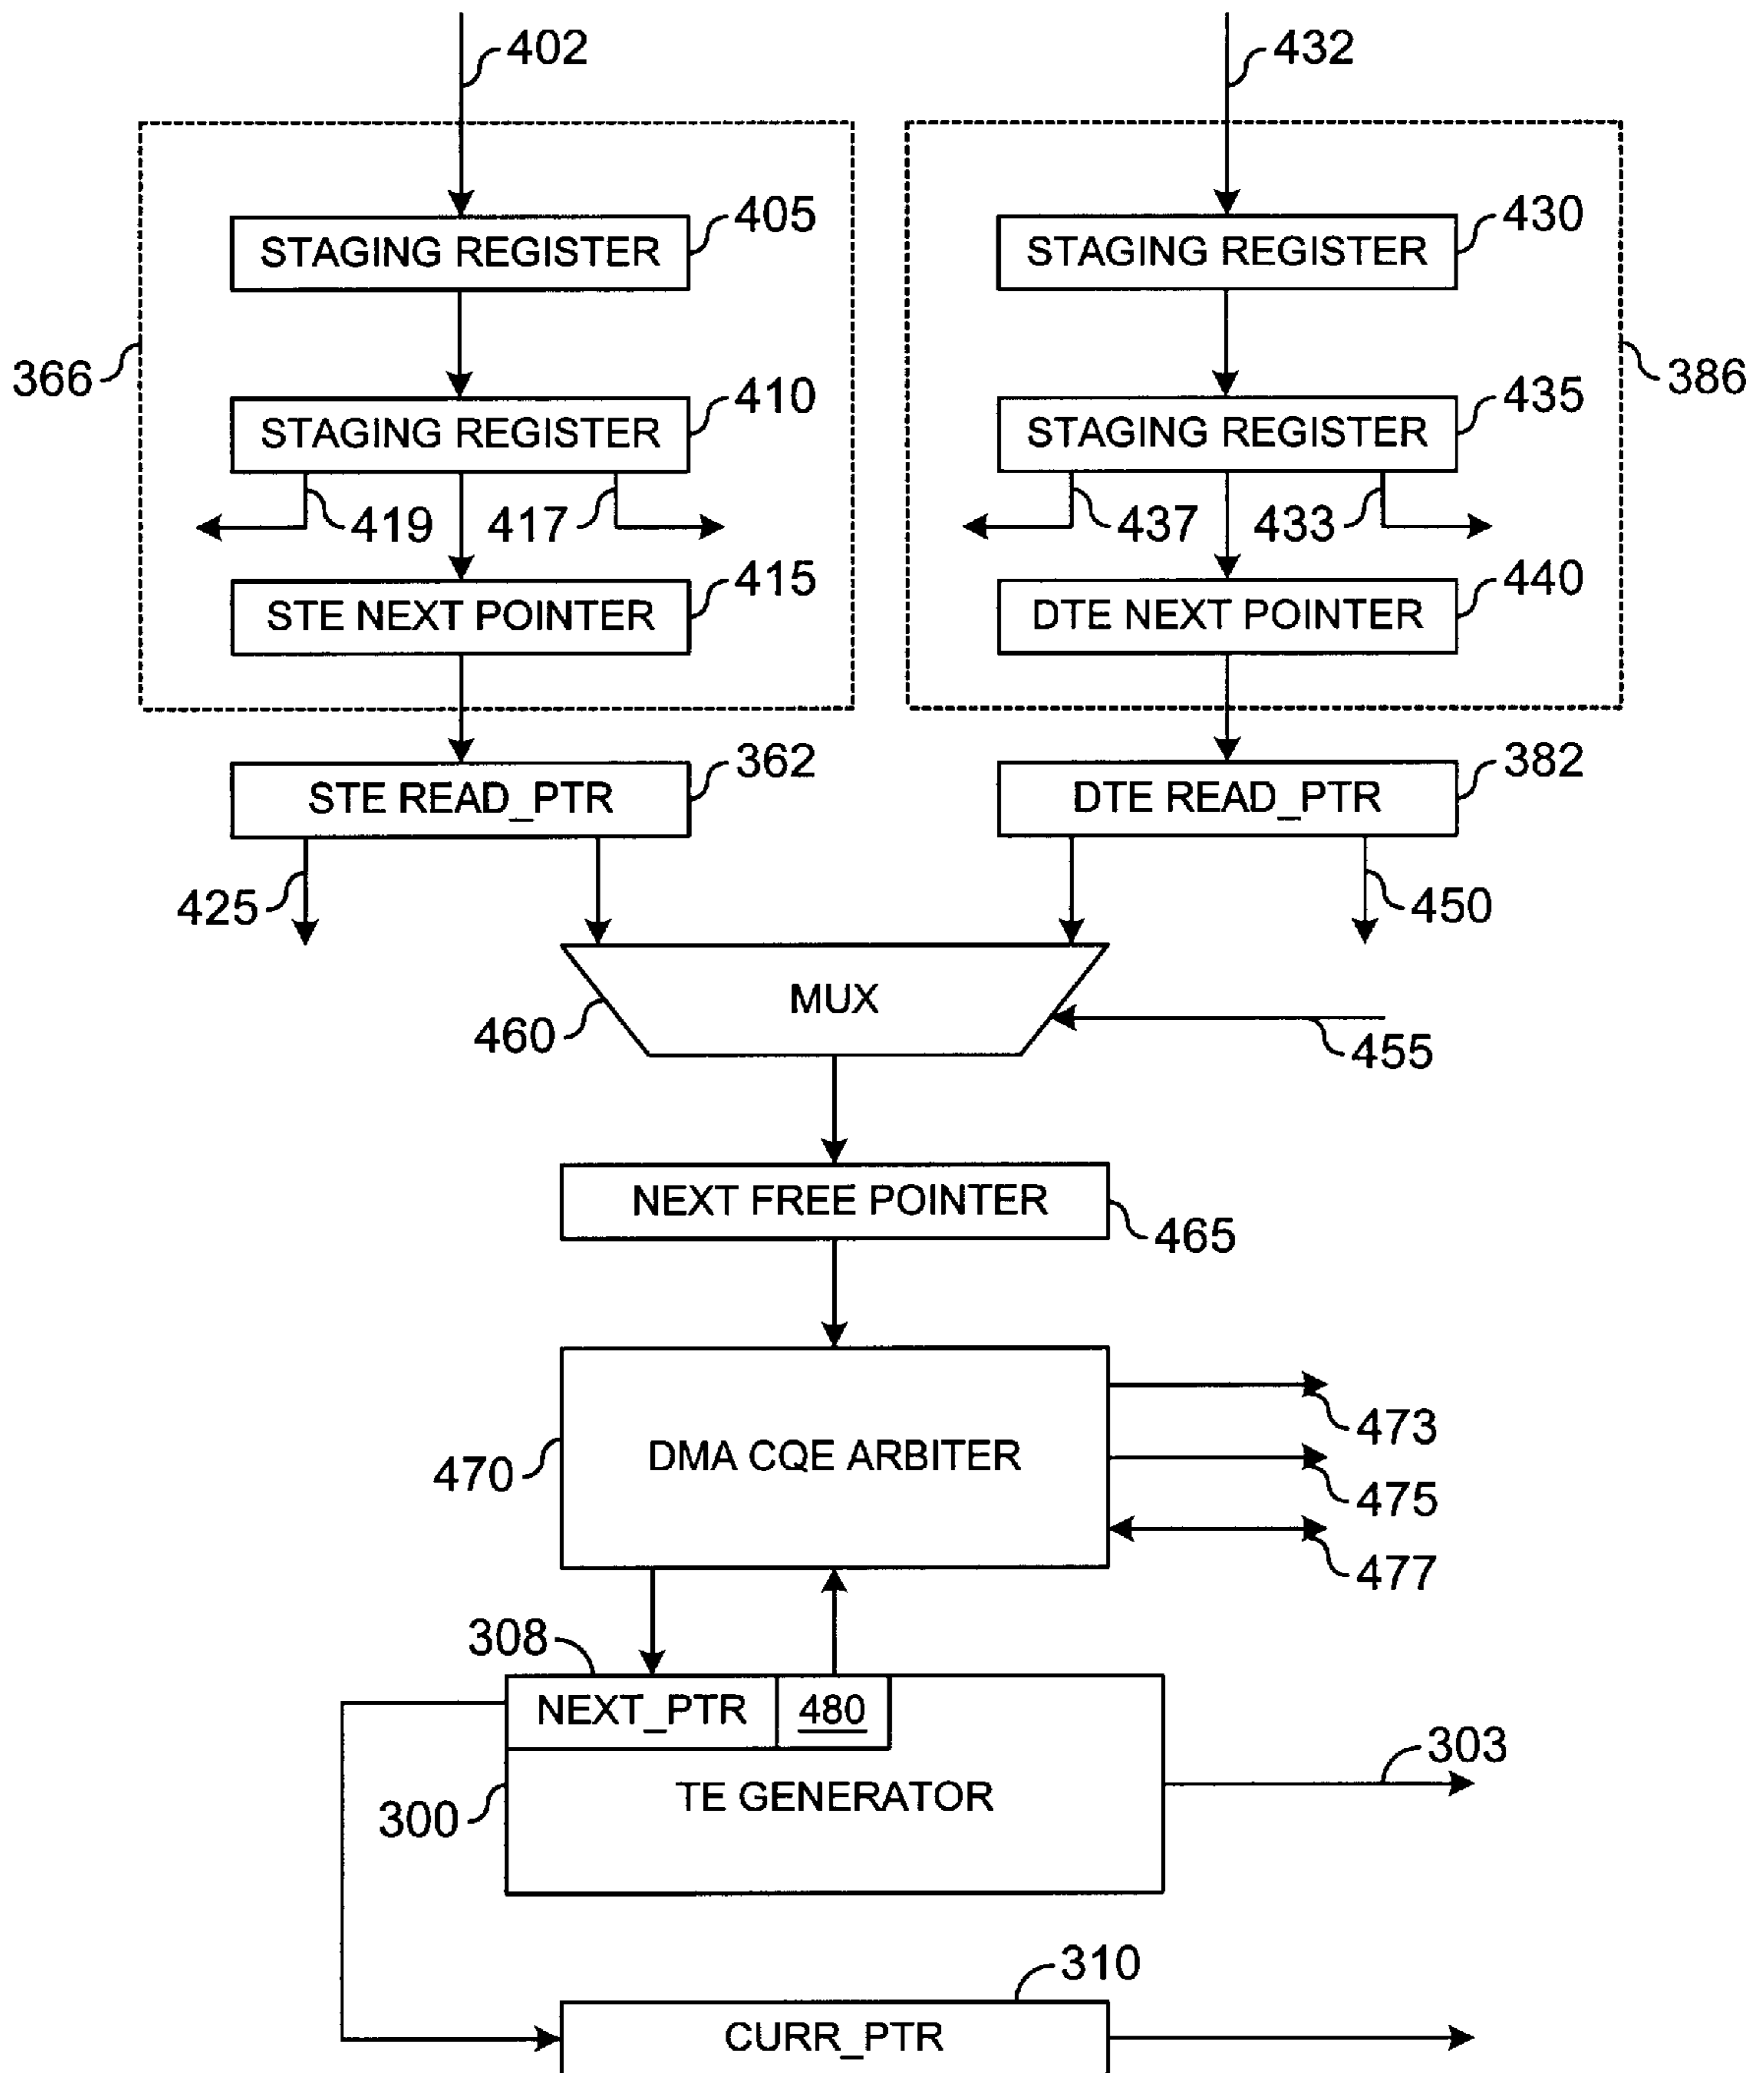 402
432
STAGING REGISTER
405
STAGING REGISTER
430
366
STAGING REGISTER
410
STAGING REGISTER
435
386
419
417
437
433
STE NEXT POINTER
415
DTE NEXT POINTER
440
STE READ_PTR
362
DTE READ_PTR
382
425
450
MUX
460
455
NEXT FREE POINTER
465
DMA CQE ARBITER
470
473
475
477
308
NEXT_PTR
480
TE GENERATOR
300
303
310
CURR_PTR